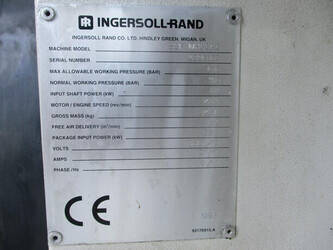 IR INGERSOLL-RAND
INGERSOLL RAND CO. LTD. HINDLEY GREEN, WIGAN, UK
MACHINE MODEL
SERIAL NUMBER
MAX ALLOWABLE WORKING PRESSURE (BAR)
NORMAL WORKING PRESSURE (BAR)
INPUT SHAFT POWER (kW)
MOTOR / ENGINE SPEED
GROSS MASS (kg)
FREE AIR DELIVERY (m³/min)
PACKAGE INPUT POWER (kW)
VOLTS
AMPS
PHASE / Hz
CE